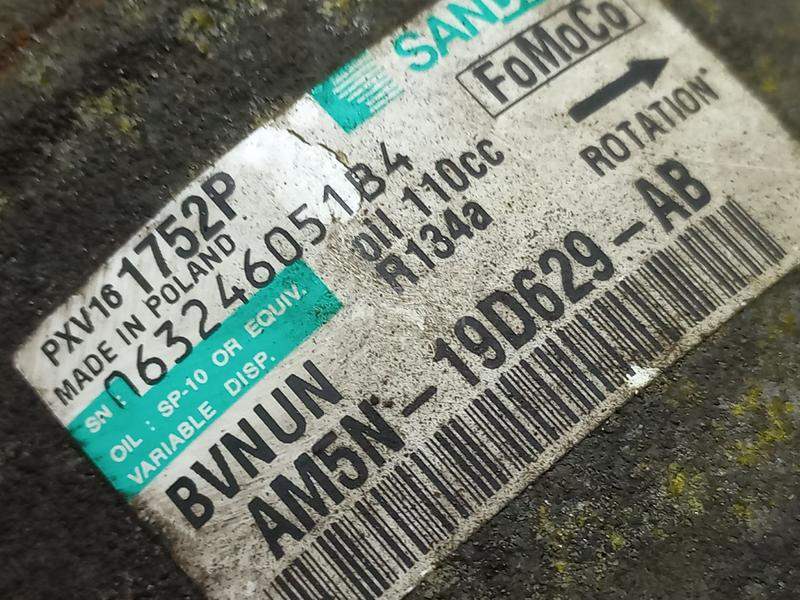 SAND
FoMoCo
ROTATION
PXV16 1752P
MADE IN POLAND
SN : 063246051B4
oil 110cc
R134a
OIL : SP-10 OR EQUIV.
VARIABLE DISP.
BVNUN
AM5N-19D629-AB